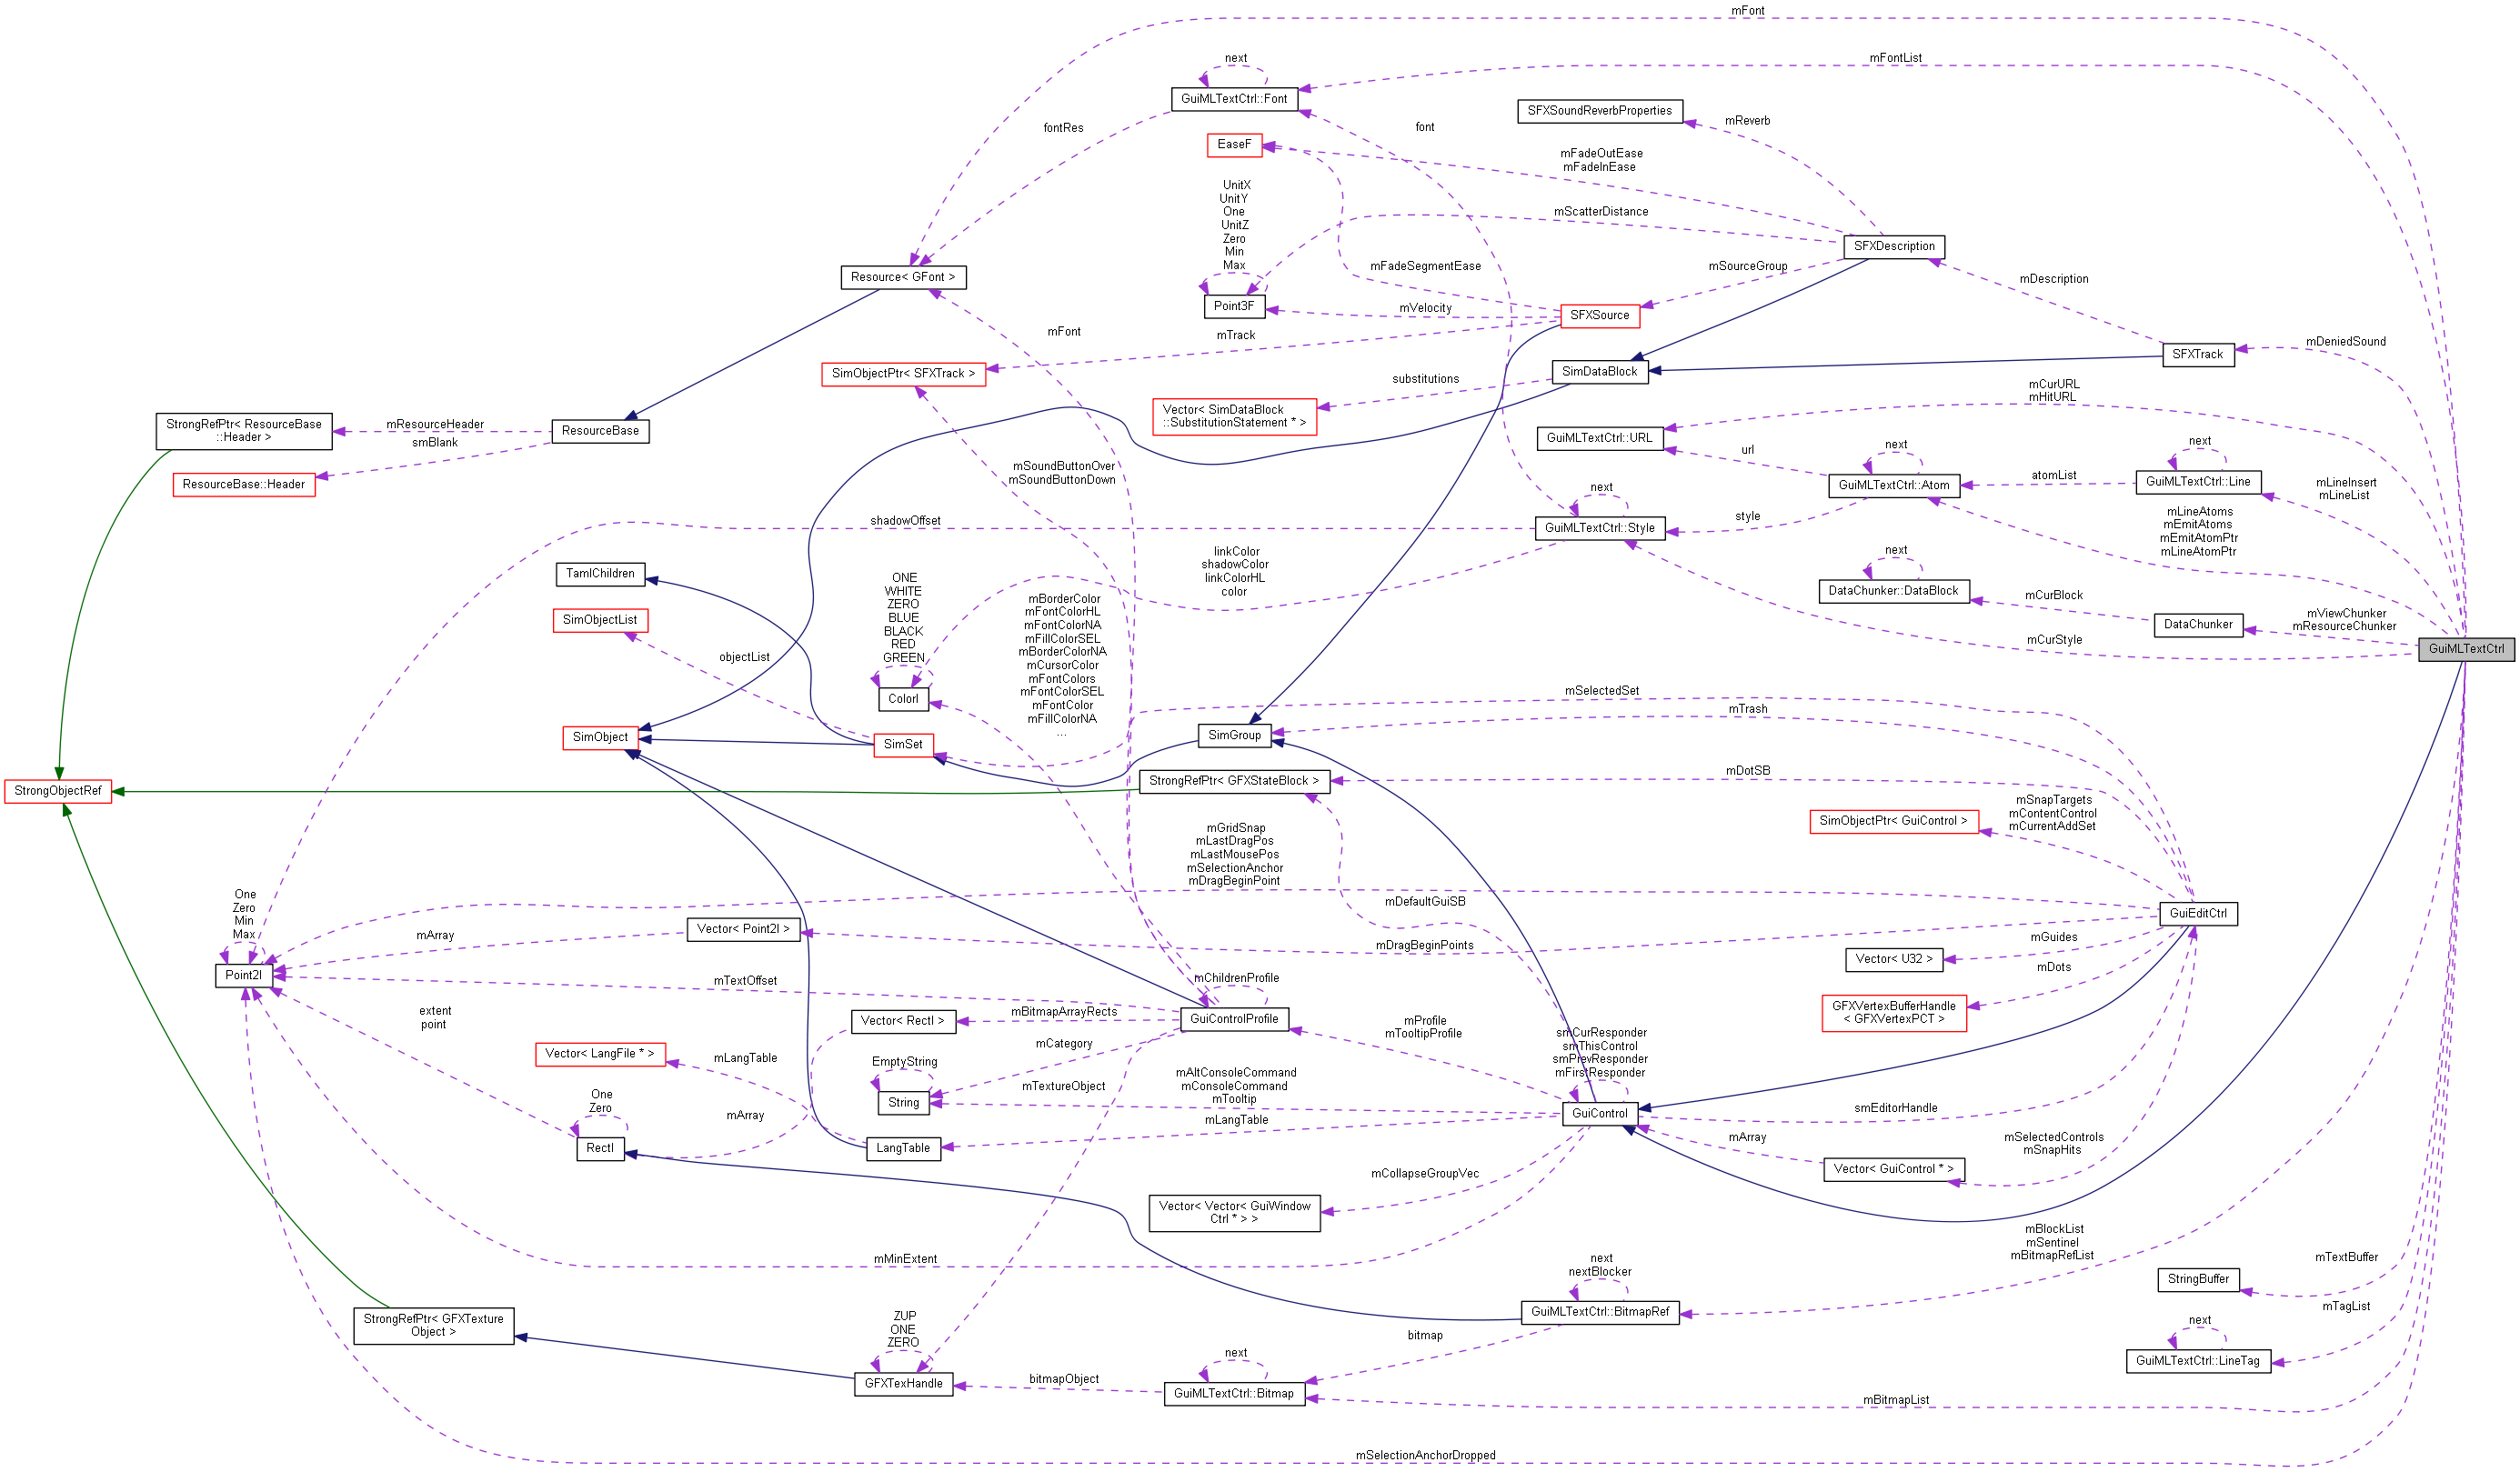 mFont
mFontList
next
GuiMLTextCtrl::Font
fontRes
font
SFXSoundReverbProperties
mReverb
EaseF
mFadeOutEase
mFadeInEase
UnitX
UnitY
One
UnitZ
Zero
Min
Max
mScatterDistance
SFXDescription
Resource< GFont >
mFadeSegmentEase
mSourceGroup
mDescription
Point3F
mVelocity
SFXSource
mFont
mTrack
mDeniedSound
SFXTrack
SimObjectPtr< SFXTrack >
SimDataBlock
substitutions
mCurURL
mHitURL
Vector< SimDataBlock
::SubstitutionStatement * >
StrongRefPtr< ResourceBase
::Header >
mResourceHeader
smBlank
ResourceBase
GuiMLTextCtrl::URL
url
next
next
ResourceBase::Header
mSoundButtonOver
mSoundButtonDown
GuiMLTextCtrl::Atom
atomList
GuiMLTextCtrl::Line
mLineInsert
mLineList
next
shadowOffset
GuiMLTextCtrl::Style
style
mLineAtoms
mEmitAtoms
mEmitAtomPtr
mLineAtomPtr
linkColor
shadowColor
linkColorHL
color
next
TamlChildren
ONE
WHITE
ZERO
BLUE
BLACK
RED
GREEN
DataChunker::DataBlock
mCurBlock
DataChunker
mViewChunker
mResourceChunker
SimObjectList
objectList
mBorderColor
mFontColorHL
mFontColorNA
mFillColorSEL
mBorderColorNA
mCursorColor
mFontColors
mFontColorSEL
mFontColor
mFillColorNA
...
mCurStyle
GuiMLTextCtrl
ColorI
mSelectedSet
mTrash
SimObject
SimSet
SimGroup
StrongObjectRef
StrongRefPtr< GFXStateBlock >
mDotSB
SimObjectPtr< GuiControl >
mSnapTargets
mContentControl
mCurrentAddSet
mGridSnap
mLastDragPos
mLastMousePos
mSelectionAnchor
mDragBeginPoint
One
Zero
Min
Max
mDefaultGuiSB
GuiEditCtrl
mArray
Vector< Point2I >
mDragBeginPoints
mGuides
Point2I
Vector< U32 >
mDots
mTextOffset
mChildrenProfile
GFXVertexBufferHandle
< GFXVertexPCT >
extent
point
Vector< RectI >
mBitmapArrayRects
GuiControlProfile
mProfile
mTooltipProfile
smCurResponder
smThisControl
smPrevResponder
mFirstResponder
Vector< LangFile * >
mLangTable
EmptyString
mCategory
mTextureObject
mAltConsoleCommand
mConsoleCommand
mTooltip
String
One
Zero
mArray
GuiControl
smEditorHandle
mLangTable
RectI
LangTable
mArray
mSelectedControls
mSnapHits
Vector< GuiControl * >
mCollapseGroupVec
Vector< Vector< GuiWindow
Ctrl * > >
mBlockList
mSentinel
mBitmapRefList
mMinExtent
next
nextBlocker
mTextBuffer
StringBuffer
StrongRefPtr< GFXTexture
Object >
ZUP
ONE
ZERO
GuiMLTextCtrl::BitmapRef
mTagList
bitmap
next
next
GuiMLTextCtrl::LineTag
GFXTexHandle
bitmapObject
GuiMLTextCtrl::Bitmap
mBitmapList
mSelectionAnchorDropped